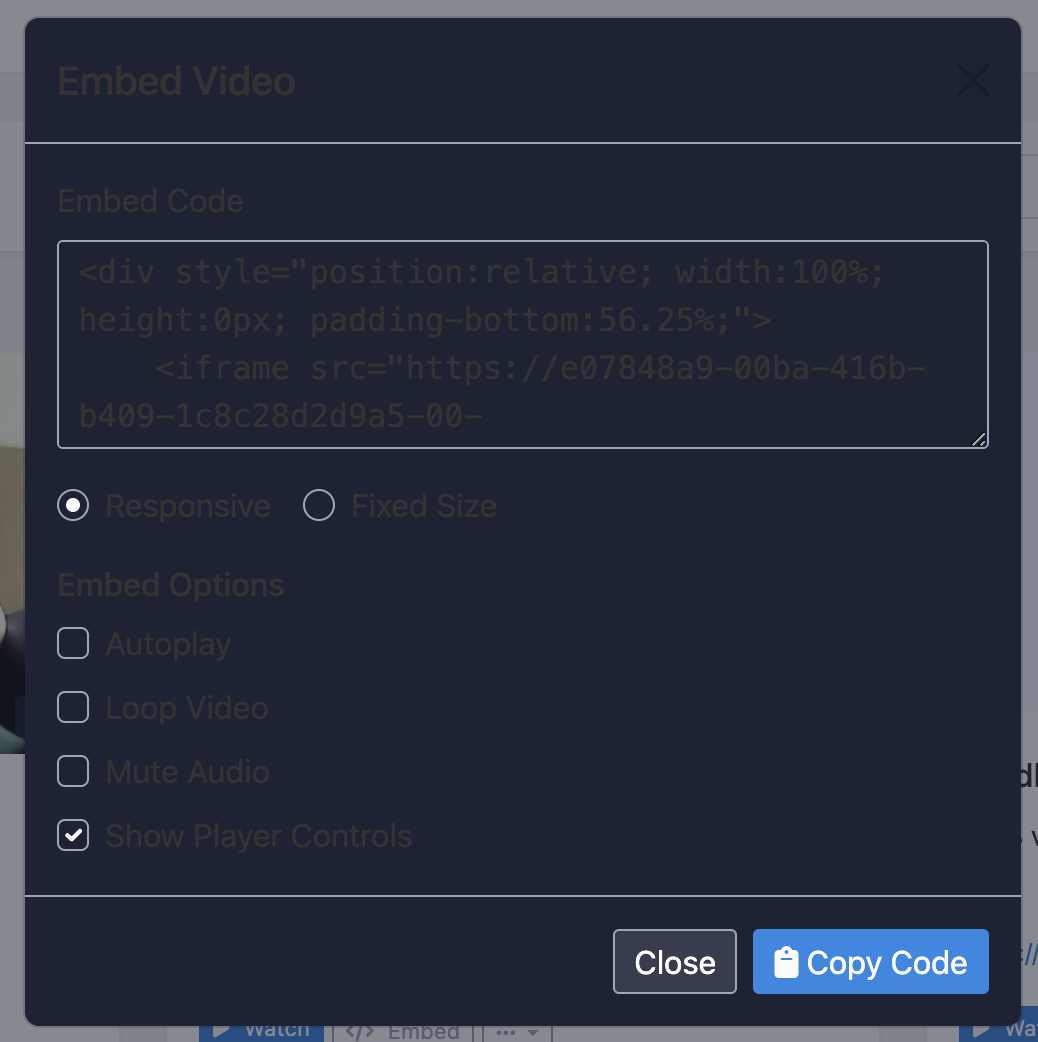 Embed Video
Embed Code
<div style="position:relative; width:100%;
height:0px; padding-bottom:56.25%;">
<iframe src="https://e07848a9-00ba-416b-
b409-1c8c28d2d9a5-00-
Responsive Fixed Size
Embed Options
Autoplay
Loop Video
Mute Audio
Show Player Controls
Close Copy Code
Watch </> Embed ...